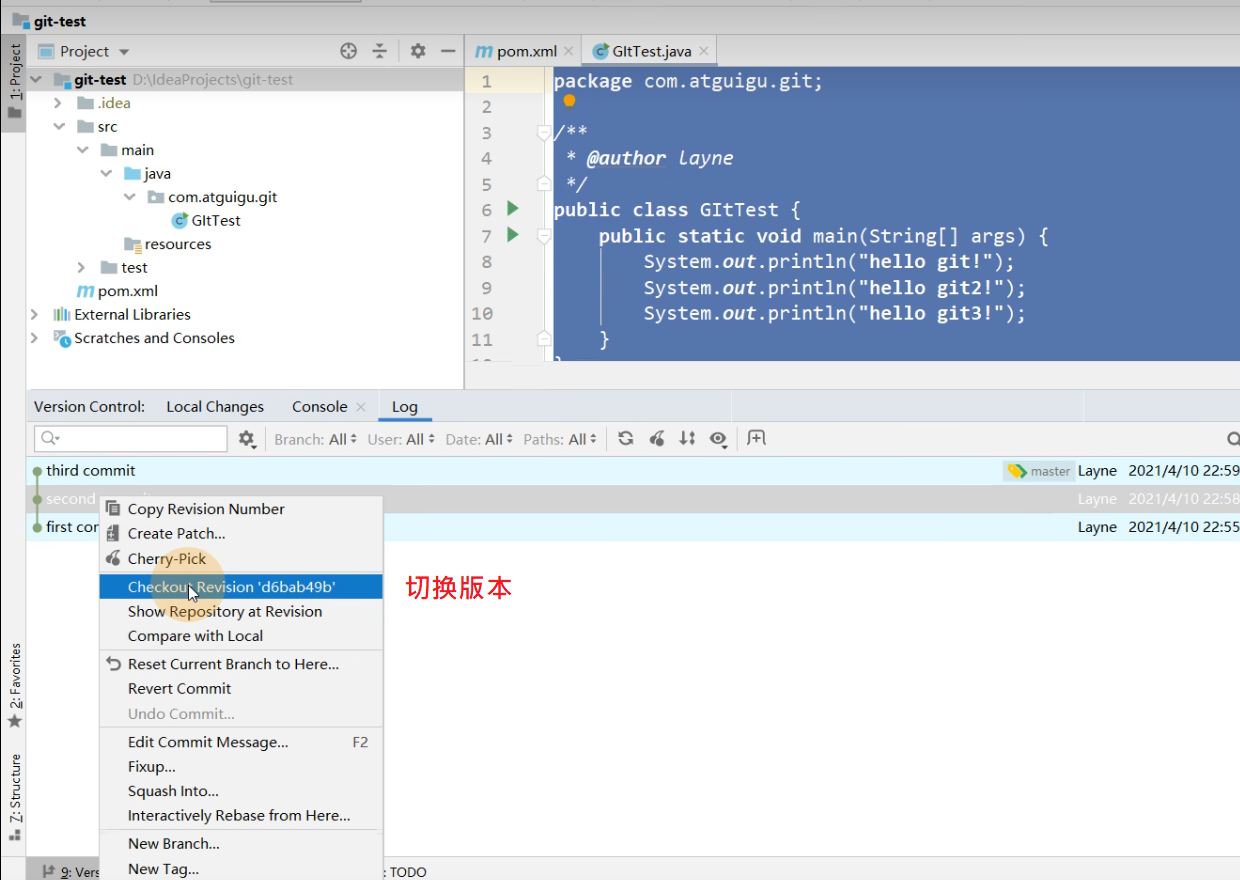 git-test
1: Project
Project
git-test D:\IdeaProjects\git-test
.idea
src
main
java
com.atguigu.git
GItTest
resources
test
pom.xml
External Libraries
Scratches and Consoles
pom.xml
GItTest.java
1 package com.atguigu.git;
2
3 /**
4 * @author Layne
5 */
6 public class GItTest {
7 public static void main(String[] args) {
8 System.out.println("hello git!");
9 System.out.println("hello git2!");
10 System.out.println("hello git3!");
11 }
Version Control: Local Changes Console Log
Branch: All User: All Date: All Paths: All
third commit master Layne 2021/4/10 22:59
second Layne 2021/4/10 22:58
first Layne 2021/4/10 22:55
Copy Revision Number
Create Patch...
Cherry-Pick
Checkout Revision 'd6bab49b'
切换版本
Show Repository at Revision
Compare with Local
Reset Current Branch to Here...
Revert Commit
Undo Commit...
Edit Commit Message... F2
Fixup...
Squash Into...
Interactively Rebase from Here...
New Branch...
New Tag...
2: Favorites
Z: Structure
9: Vers
: TODO